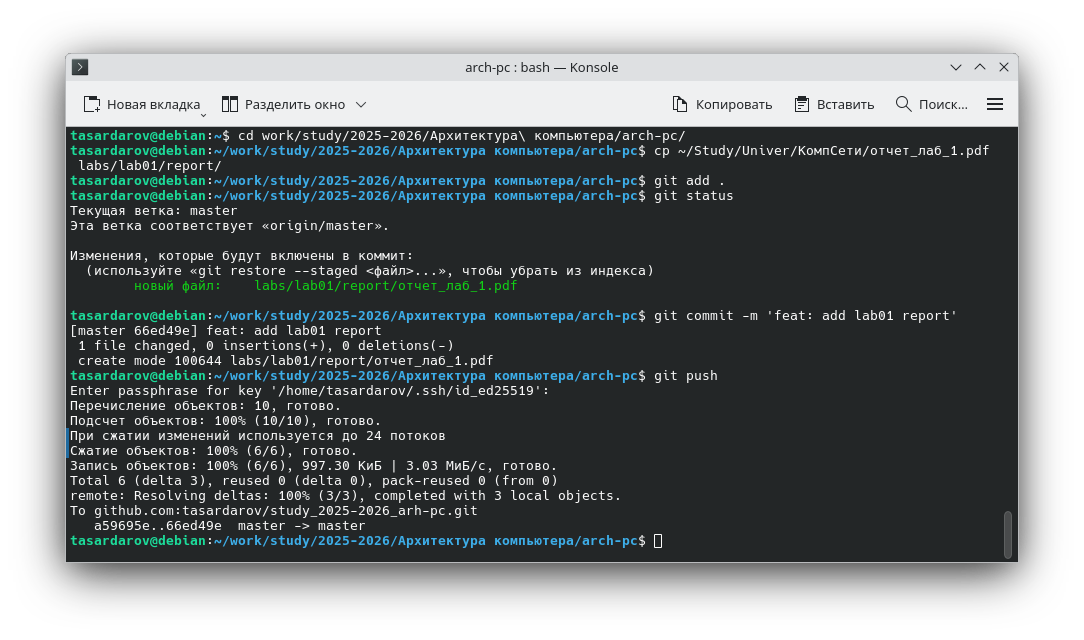 arch-pc : bash — Konsole
Новая вкладка Разделить окно Копировать Вставить Поиск...
tasardarov@debian:~$ cd work/study/2025-2026/Архитектура\ компьютера/arch-pc/
tasardarov@debian:~/work/study/2025-2026/Архитектура компьютера/arch-pc$ cp ~/Study/Univer/КомпСети/отчет_лаб_1.pdf
labs/lab01/report/
tasardarov@debian:~/work/study/2025-2026/Архитектура компьютера/arch-pc$ git add .
tasardarov@debian:~/work/study/2025-2026/Архитектура компьютера/arch-pc$ git status
Текущая ветка: master
Эта ветка соответствует «origin/master».
Изменения, которые будут включены в коммит:
(используйте «git restore --staged <файл>...», чтобы убрать из индекса)
новый файл:    labs/lab01/report/отчет_лаб_1.pdf
tasardarov@debian:~/work/study/2025-2026/Архитектура компьютера/arch-pc$ git commit -m 'feat: add lab01 report'
[master 66ed49e] feat: add lab01 report
1 file changed, 0 insertions(+), 0 deletions(-)
create mode 100644 labs/lab01/report/отчет_лаб_1.pdf
tasardarov@debian:~/work/study/2025-2026/Архитектура компьютера/arch-pc$ git push
Enter passphrase for key '/home/tasardarov/.ssh/id_ed25519':
Перечисление объектов: 10, готово.
Подсчет объектов: 100% (10/10), готово.
При сжатии изменений используется до 24 потоков
Сжатие объектов: 100% (6/6), готово.
Запись объектов: 100% (6/6), 997.30 КиБ | 3.03 МиБ/с, готово.
Total 6 (delta 3), reused 0 (delta 0), pack-reused 0 (from 0)
remote: Resolving deltas: 100% (3/3), completed with 3 local objects.
To github.com:tasardarov/study_2025-2026_arh-pc.git
a59695e..66ed49e  master -> master
tasardarov@debian:~/work/study/2025-2026/Архитектура компьютера/arch-pc$